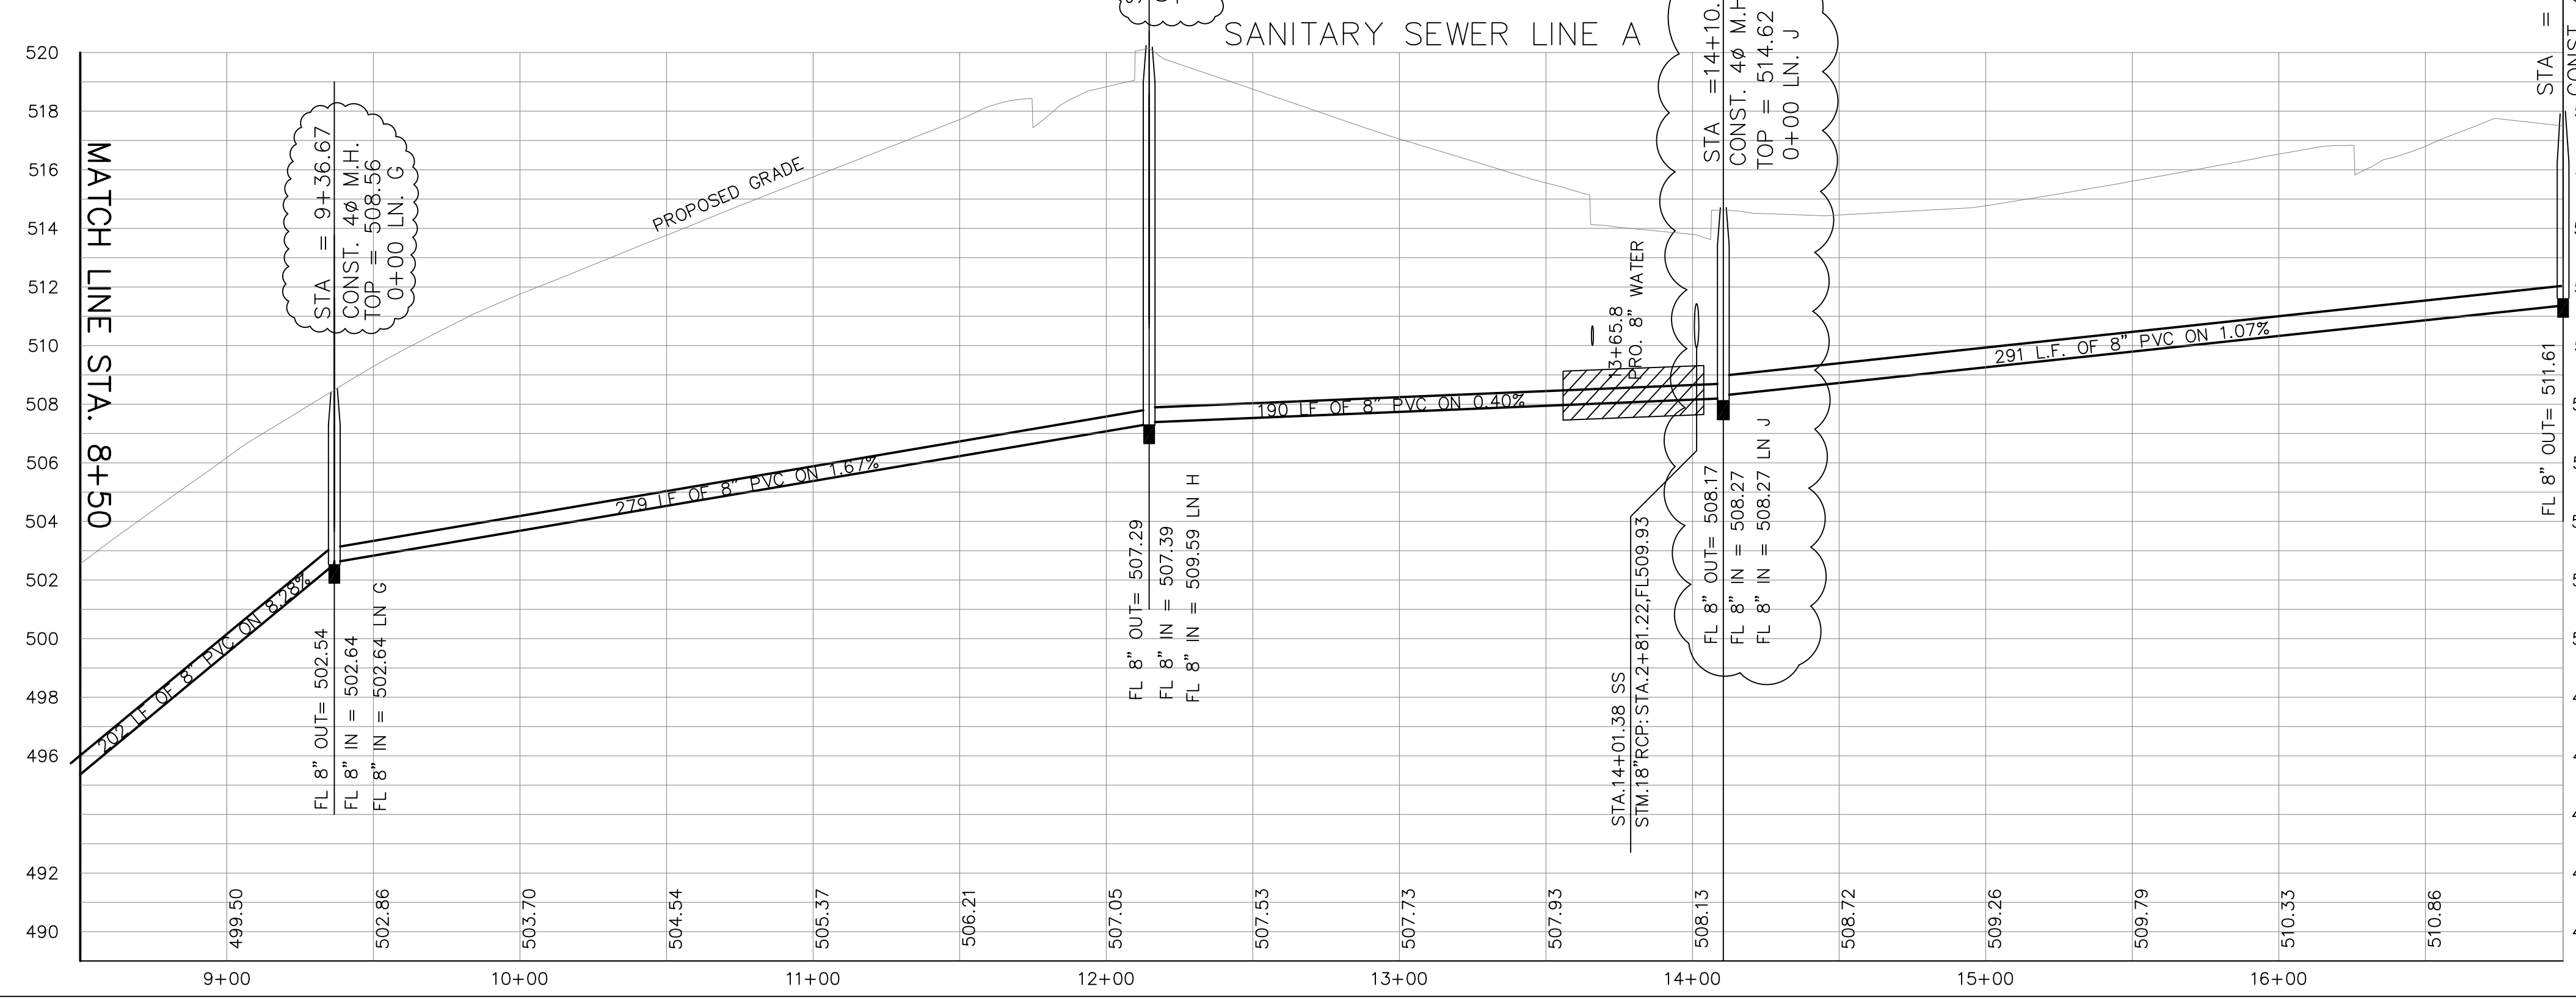 SANITARY SEWER LINE A
520
518
516
514
512
510
508
506
504
502
500
498
496
492
490
MATCH LINE STA. 8+50
STA = 9+36.67
CONST. 4ø M.H.
TOP = 508.56
0+00 LN. G
PROPOSED GRADE
STA =14+10.
CONST. 4ø M.H
TOP = 514.62
0+00 LN. J
STA =
CONST
13+65.8
PRO. 8" WATER
202 LF OF 8" PVC ON 8.28%
279 LF OF 8" PVC ON 1.67%
190 LF OF 8" PVC ON 0.40%
291 L.F. OF 8" PVC ON 1.07%
FL 8" OUT= 502.54
FL 8" IN = 502.64
FL 8" IN = 502.64 LN G
FL 8" OUT= 507.29
FL 8" IN = 507.39
FL 8" IN = 509.59 LN H
STA.14+01.38 SS
STM.18"RCP: STA.2+81.22,FL509.93
FL 8" OUT= 508.17
FL 8" IN = 508.27
FL 8" IN = 508.27 LN J
FL 8" OUT= 511.61
499.50
502.86
503.70
504.54
505.37
506.21
507.05
507.53
507.73
507.93
508.13
508.72
509.26
509.79
510.33
510.86
9+00
10+00
11+00
12+00
13+00
14+00
15+00
16+00